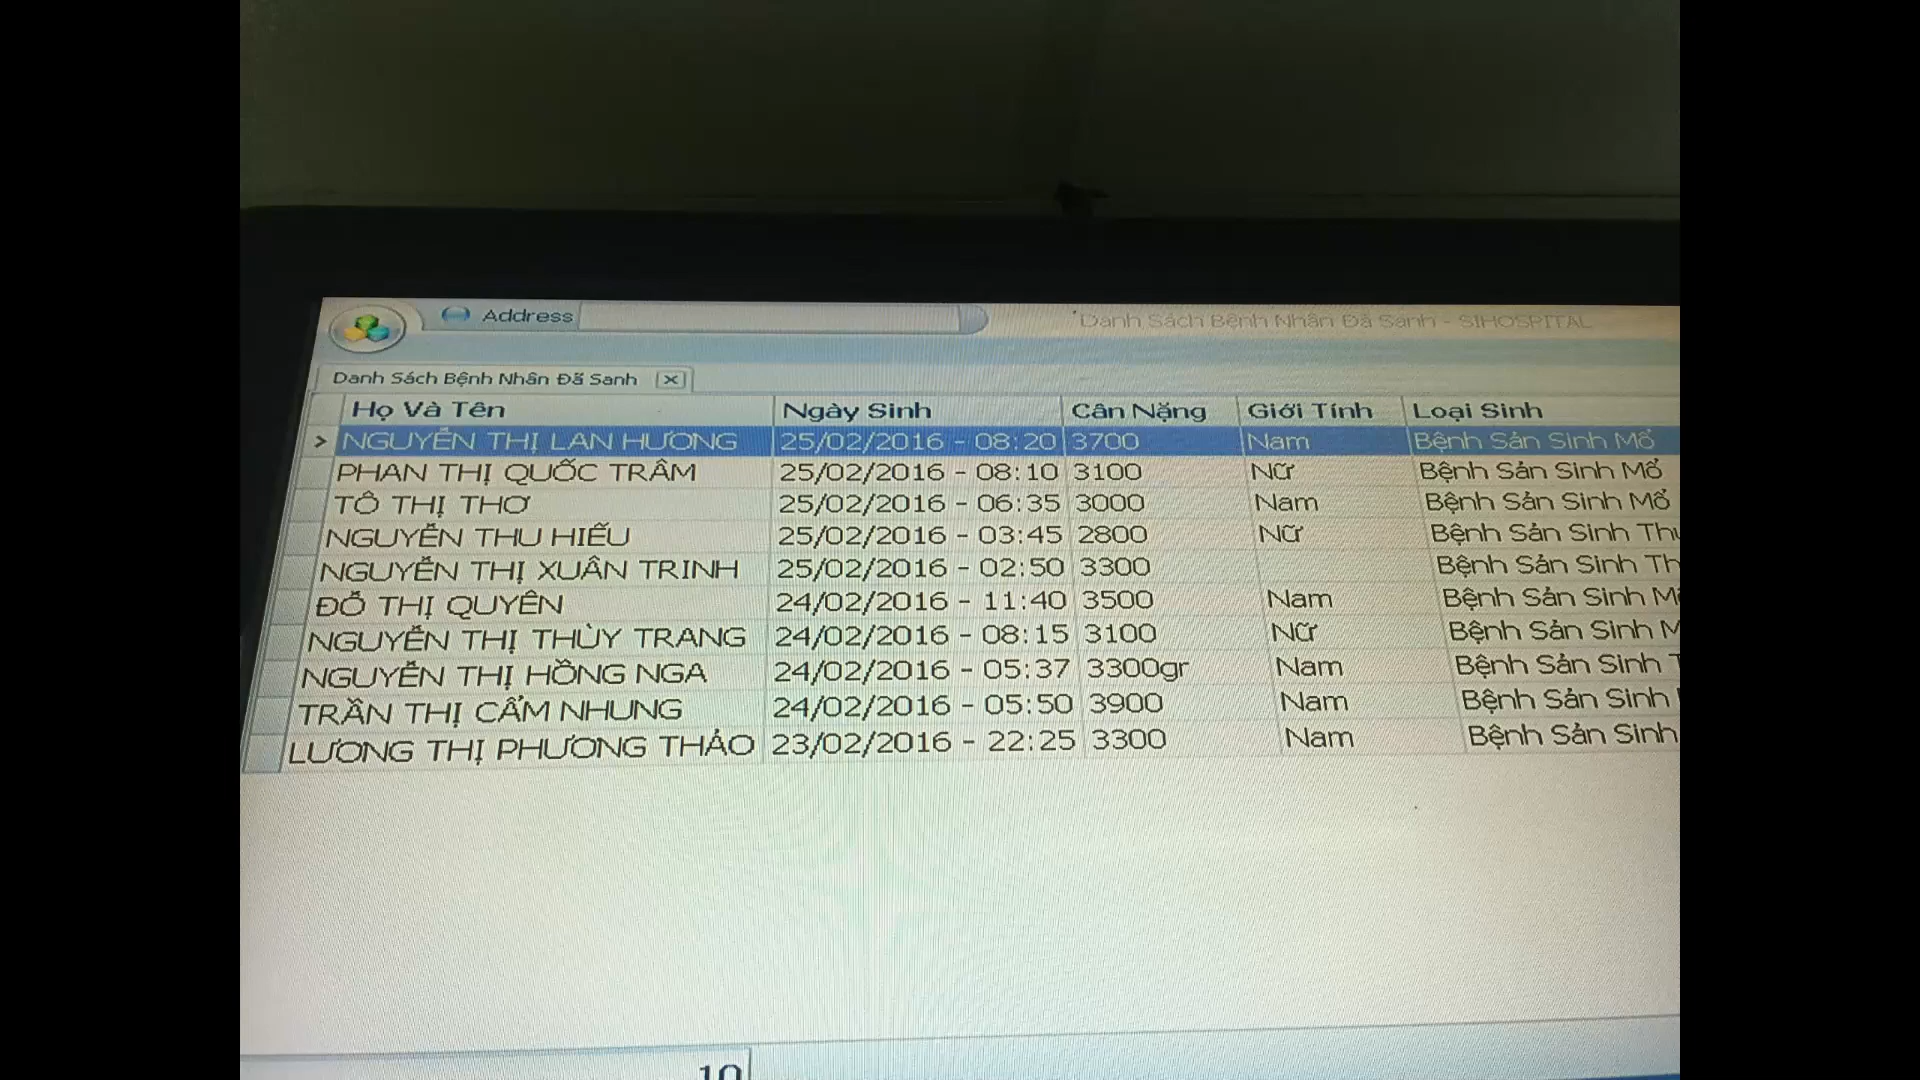 Address
Danh Sách Bệnh Nhân Đã Sanh - SIHOSPITAL
Danh Sách Bệnh Nhân Đã Sanh
Họ Và Tên Ngày Sinh Cân Nặng Giới Tính Loại Sinh
> NGUYỄN THỊ LAN HƯƠNG 25/02/2016 - 08:20 3700 Nam Bệnh Sản Sinh Mổ
PHAN THỊ QUỐC TRÂM 25/02/2016 - 08:10 3100 Nữ Bệnh Sản Sinh Mổ
TÔ THỊ THƠ 25/02/2016 - 06:35 3000 Nam Bệnh Sản Sinh Mổ
NGUYỄN THU HIẾU 25/02/2016 - 03:45 2800 Nữ Bệnh Sản Sinh
NGUYỄN THỊ XUÂN TRINH 25/02/2016 - 02:50 3300 Bệnh Sản Sinh
ĐỖ THỊ QUYÊN 24/02/2016 - 11:40 3500 Nam Bệnh Sản Sinh
NGUYỄN THỊ THÙY TRANG 24/02/2016 - 08:15 3100 Nữ Bệnh Sản Sinh
NGUYỄN THỊ HỒNG NGA 24/02/2016 - 05:37 3300gr Nam Bệnh Sản Sinh
TRẦN THỊ CẨM NHUNG 24/02/2016 - 05:50 3900 Nam Bệnh Sản Sinh
LƯƠNG THỊ PHƯƠNG THẢO 23/02/2016 - 22:25 3300 Nam Bệnh Sản Sinh
10